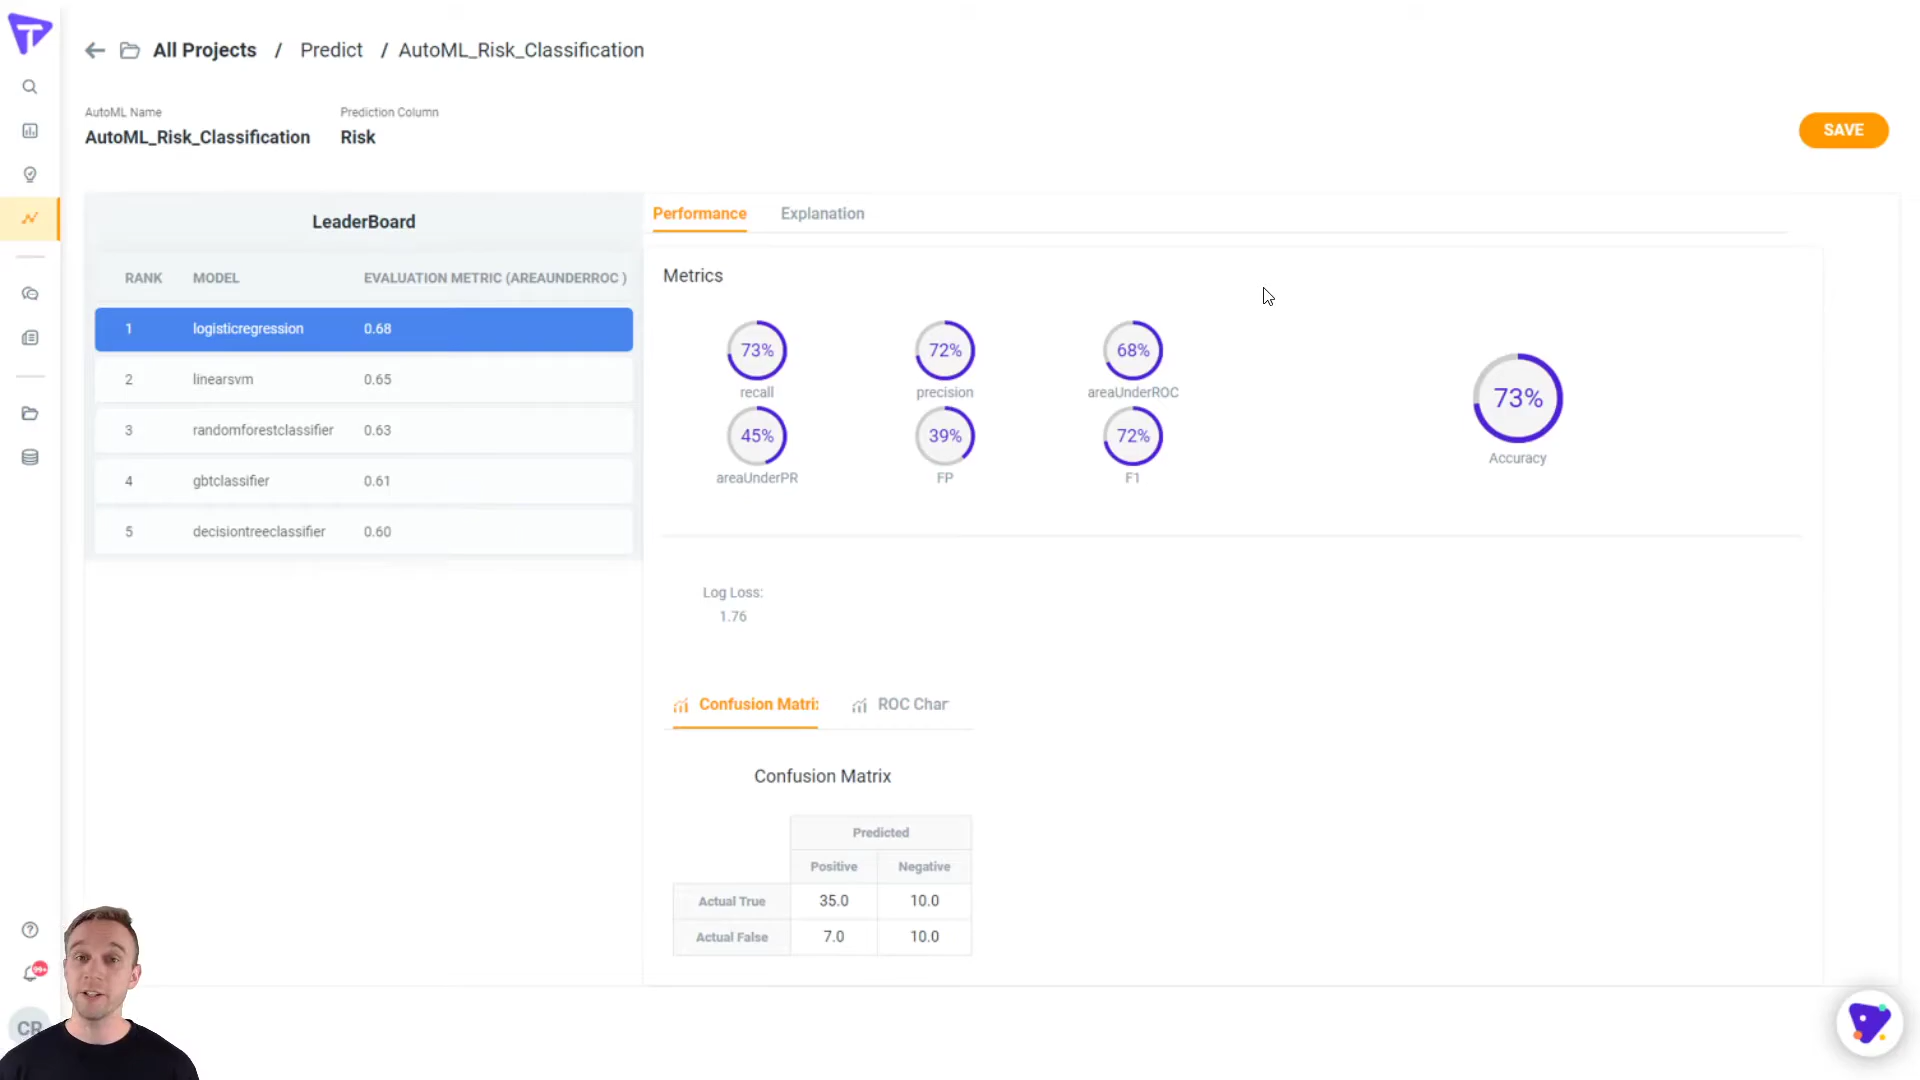 All Projects / Predict / AutoML_Risk_Classification
AutoML Name
AutoML_Risk_Classification
Prediction Column
Risk
SAVE
LeaderBoard
RANK MODEL EVALUATION METRIC (AREAUNDERROC )
1 logisticregression 0.68
2 linearsvm 0.65
3 randomforestclassifier 0.63
4 gbtclassifier 0.61
5 decisiontreeclassifier 0.60
Performance Explanation
Metrics
73% 72% 68%
recall precision areaUnderROC
45% 39% 72%
areaUnderPR FP F1
73%
Accuracy
Log Loss:
1.76
Confusion Matri ROC Char
Confusion Matrix
Predicted
Positive Negative
Actual True 35.0 10.0
Actual False 7.0 10.0
99+
CR